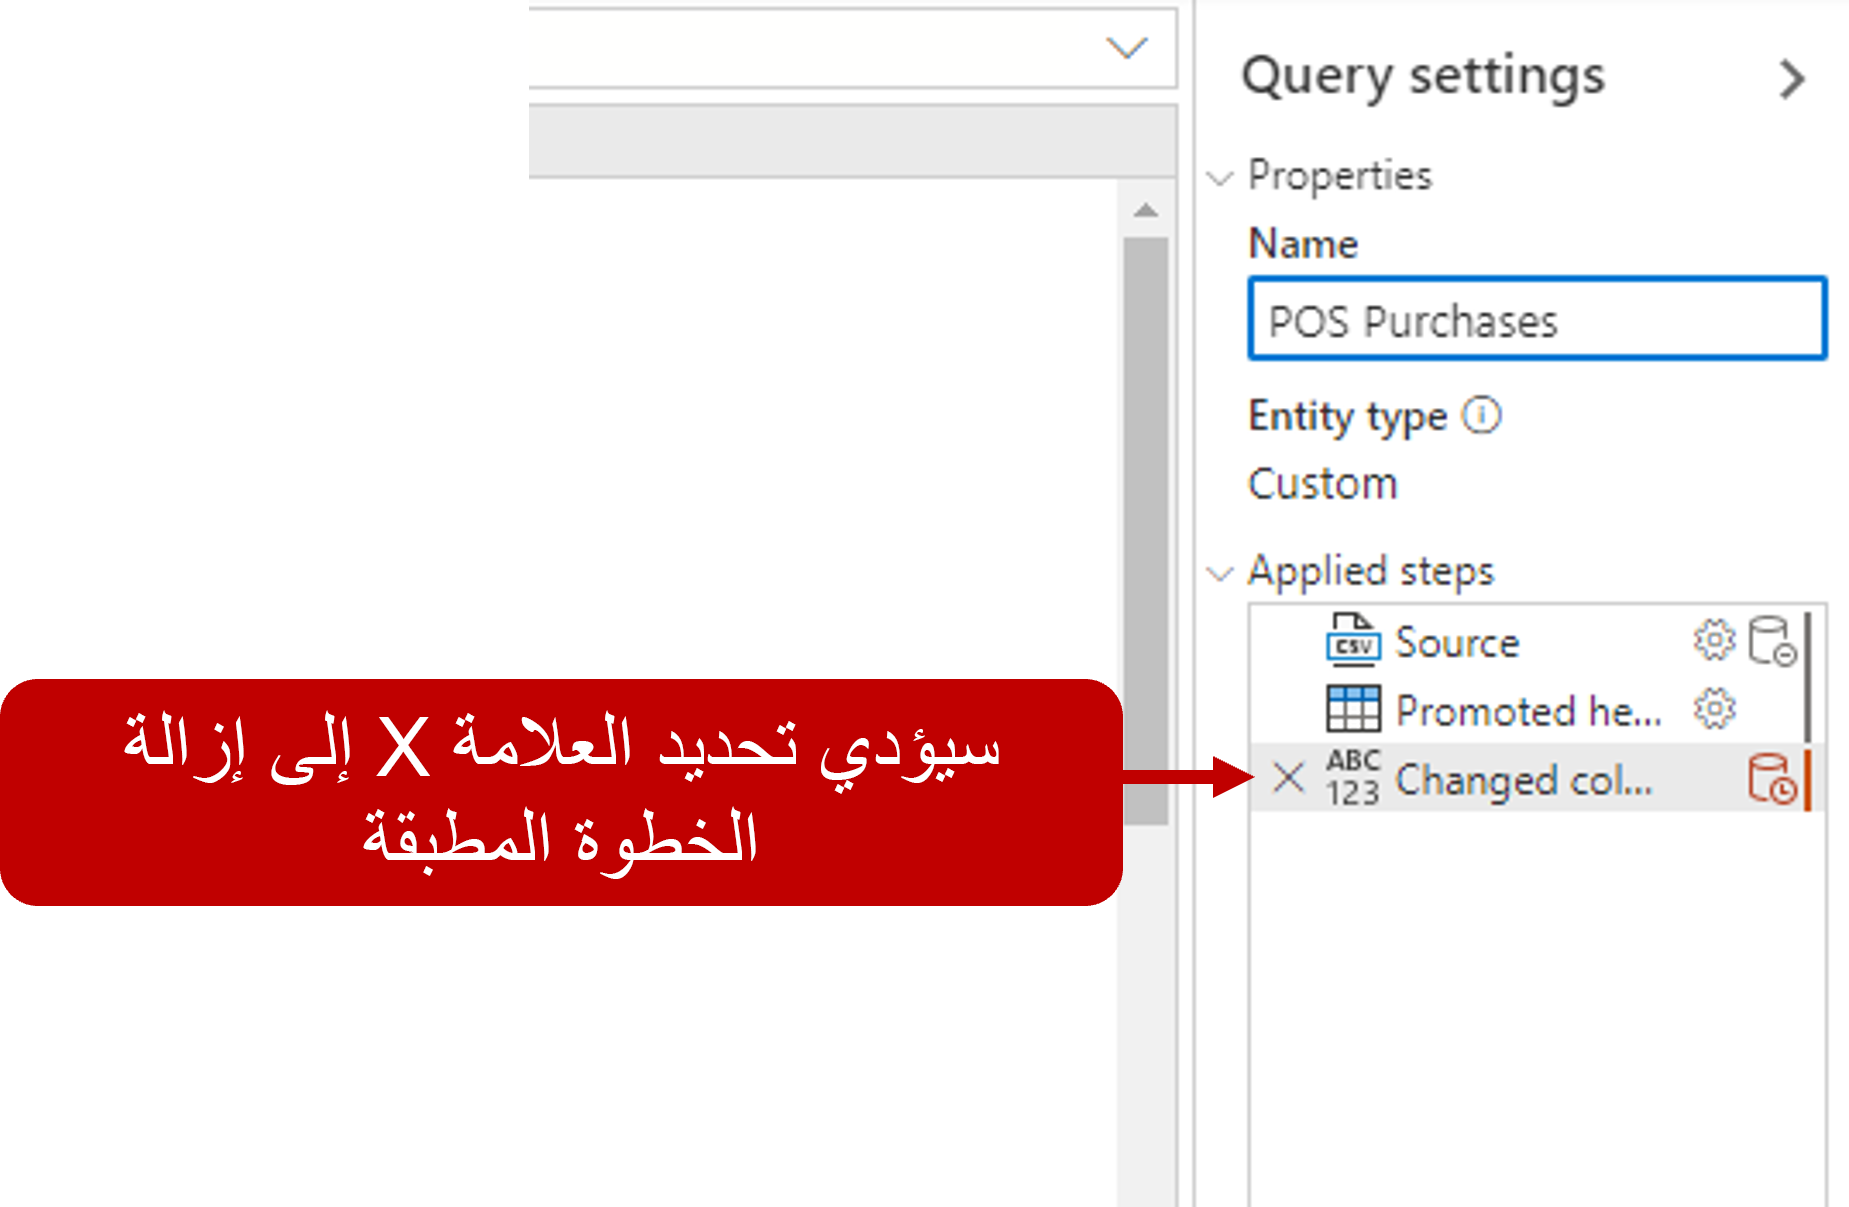 Query settings
Properties
Name
POS Purchases
Entity type
Custom
Applied steps
CSV Source
Promoted he...
ABC 123 Changed col...
سيؤدي تحديد العلامة X إلى إزالة
الخطوة المطبقة